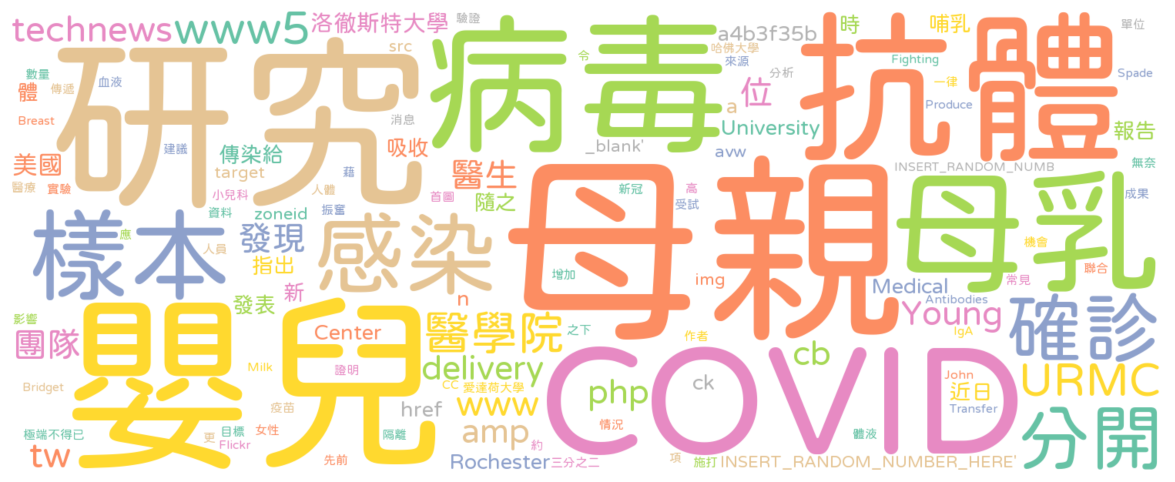 technews www5 洛徹斯特大學 驗證 a4b3f35b 時 哺乳 單位
數量 傳遞 血液 src 病毒 令 哈佛大學 來源 分析 抗體 Fighting 一律 Spade
體 研究 消息 a 位 Produce
Breast 建議 傳染給 吸收 _blank' University avw 報告
美國 target 醫生 INSERT_RANDOM_NUMB 無奈
醫療 實驗 小兒科 人體 藉 首圖 隨之 新冠 高 受試 母乳 成果
資料 zoneid 振奮 母親
樣本 應 人員 發現 感染 機會
指出 增加 img 常見 聯合
發表 新 n Medical Antibodies
影響 Center 醫學院 之下 作者 Young IgA 確診
團隊 嬰兒 證明 delivery COVID cb
Milk John
Bridget 疫苗 CC 愛達荷大學 php ck 近日 URMC
href www Transfer
極端不得已 更 目標 女性 隔離 amp 情況 體液 分開
Flickr
tw 先前 Rochester 約 三分之二 項 施打 INSERT_RANDOM_NUMBER_HERE'